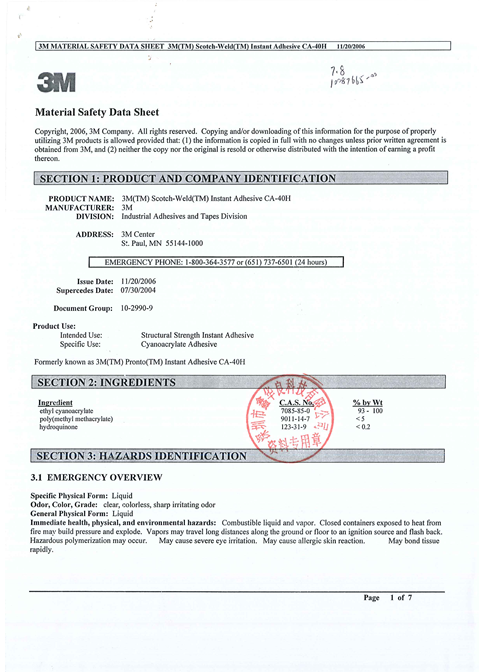 3M MATERIAL SAFETY DATA SHEET 3M(TM) Scotch-Weld(TM) Instant Adhesive CA-40H 11/20/2006
7.8
3M
Material Safety Data Sheet
Copyright, 2006, 3M Company. All rights reserved. Copying and/or downloading of this information for the purpose of properly
utilizing 3M products is allowed provided that: (1) the information is copied in full with no changes unless prior written agreement is
obtained from 3M, and (2) neither the copy nor the original is resold or otherwise distributed with the intention of earning a profit
thereon.
SECTION 1: PRODUCT AND COMPANY IDENTIFICATION
PRODUCT NAME: 3M(TM) Scotch-Weld(TM) Instant Adhesive CA-40H
MANUFACTURER: 3M
DIVISION: Industrial Adhesives and Tapes Division
ADDRESS: 3M Center
St. Paul, MN 55144-1000
EMERGENCY PHONE: 1-800-364-3577 or (651) 737-6501 (24 hours)
Issue Date: 11/20/2006
Supercedes Date: 07/30/2004
Document Group: 10-2990-9
Product Use:
Intended Use: Structural Strength Instant Adhesive
Specific Use: Cyanoacrylate Adhesive
Formerly known as 3M(TM) Pronto(TM) Instant Adhesive CA-40H
SECTION 2: INGREDIENTS
Ingredient C.A.S. No. % by Wt
ethyl cyanoacrylate 7085-85-0 93 - 100
poly(methyl methacrylate) 9011-14-7 < 5
hydroquinone 123-31-9 < 0.2
深圳市鑫华良科技有限公司
资料专用章
SECTION 3: HAZARDS IDENTIFICATION
3.1 EMERGENCY OVERVIEW
Specific Physical Form: Liquid
Odor, Color, Grade: clear, colorless, sharp irritating odor
General Physical Form: Liquid
Immediate health, physical, and environmental hazards: Combustible liquid and vapor. Closed containers exposed to heat from
fire may build pressure and explode. Vapors may travel long distances along the ground or floor to an ignition source and flash back.
Hazardous polymerization may occur. May cause severe eye irritation. May cause allergic skin reaction. May bond tissue
rapidly.
Page 1 of 7